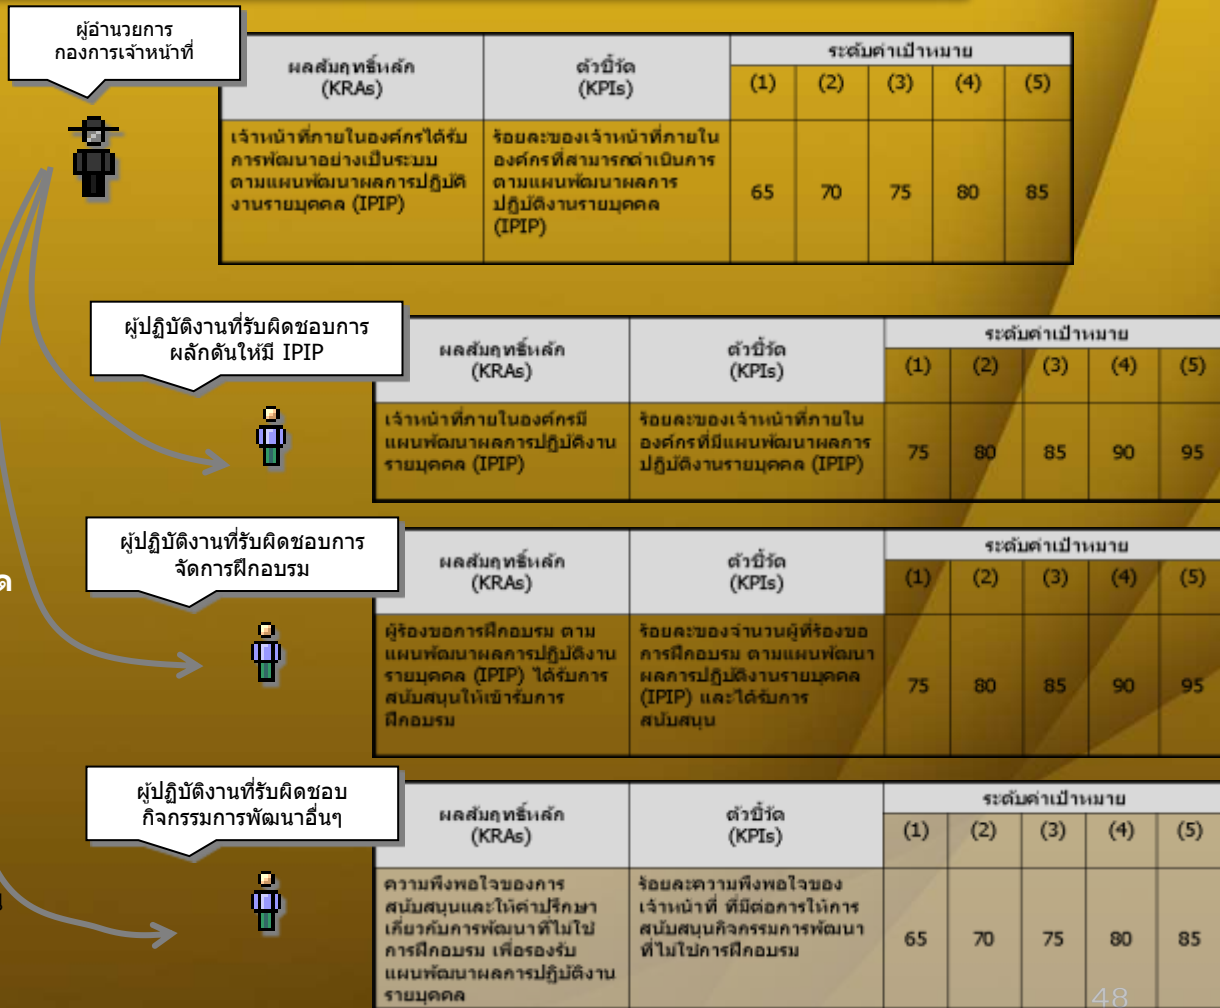 ผู้อำนวยการ
กองการเจ้าหน้าที่
ผลสัมฤทธิ์หลัก
(KRAs)
ตัวชี้วัด
(KPIs)
ระดับค่าเป้าหมาย
(1) (2) (3) (4) (5)
เจ้าหน้าที่ภายในองค์กรได้รับ
การพัฒนาอย่างเป็นระบบ
ตามแผนพัฒนาผลการปฏิบัติ
งานรายบุคคล (IPIP)
ร้อยละของเจ้าหน้าที่ภายใน
องค์กรที่สามารถดำเนินการ
ตามแผนพัฒนาผลการ
ปฏิบัติงานรายบุคคล
(IPIP)
65 70 75 80 85
ผู้ปฏิบัติงานที่รับผิดชอบการ
ผลักดันให้มี IPIP
ผลสัมฤทธิ์หลัก
(KRAs)
ตัวชี้วัด
(KPIs)
ระดับค่าเป้าหมาย
(1) (2) (3) (4) (5)
เจ้าหน้าที่ภายในองค์กรมี
แผนพัฒนาผลการปฏิบัติงาน
รายบุคคล (IPIP)
ร้อยละของเจ้าหน้าที่ภายใน
องค์กรที่มีแผนพัฒนาผลการ
ปฏิบัติงานรายบุคคล (IPIP)
75 80 85 90 95
ผู้ปฏิบัติงานที่รับผิดชอบการ
จัดการฝึกอบรม
ผลสัมฤทธิ์หลัก
(KRAs)
ตัวชี้วัด
(KPIs)
ระดับค่าเป้าหมาย
(1) (2) (3) (4) (5)
ผู้ร้องขอการฝึกอบรม ตาม
แผนพัฒนาผลการปฏิบัติงาน
รายบุคคล (IPIP) ได้รับการ
สนับสนุนให้เข้ารับการ
ฝึกอบรม
ร้อยละของจำนวนผู้ที่ร้องขอ
การฝึกอบรม ตามแผนพัฒนา
ผลการปฏิบัติงานรายบุคคล
(IPIP) และได้รับการ
สนับสนุน
75 80 85 90 95
ผู้ปฏิบัติงานที่รับผิดชอบ
กิจกรรมการพัฒนาอื่นๆ
ผลสัมฤทธิ์หลัก
(KRAs)
ตัวชี้วัด
(KPIs)
ระดับค่าเป้าหมาย
(1) (2) (3) (4) (5)
ความพึงพอใจของการ
สนับสนุนและให้คำปรึกษา
เกี่ยวกับการพัฒนาที่ไม่ใช่
การฝึกอบรม เพื่อรองรับ
แผนพัฒนาผลการปฏิบัติงาน
รายบุคคล
ร้อยละความพึงพอใจของ
เจ้าหน้าที่ ที่มีต่อการให้การ
สนับสนุนกิจกรรมการพัฒนา
ที่ไม่ใช่การฝึกอบรม
65 70 75 80 85
48